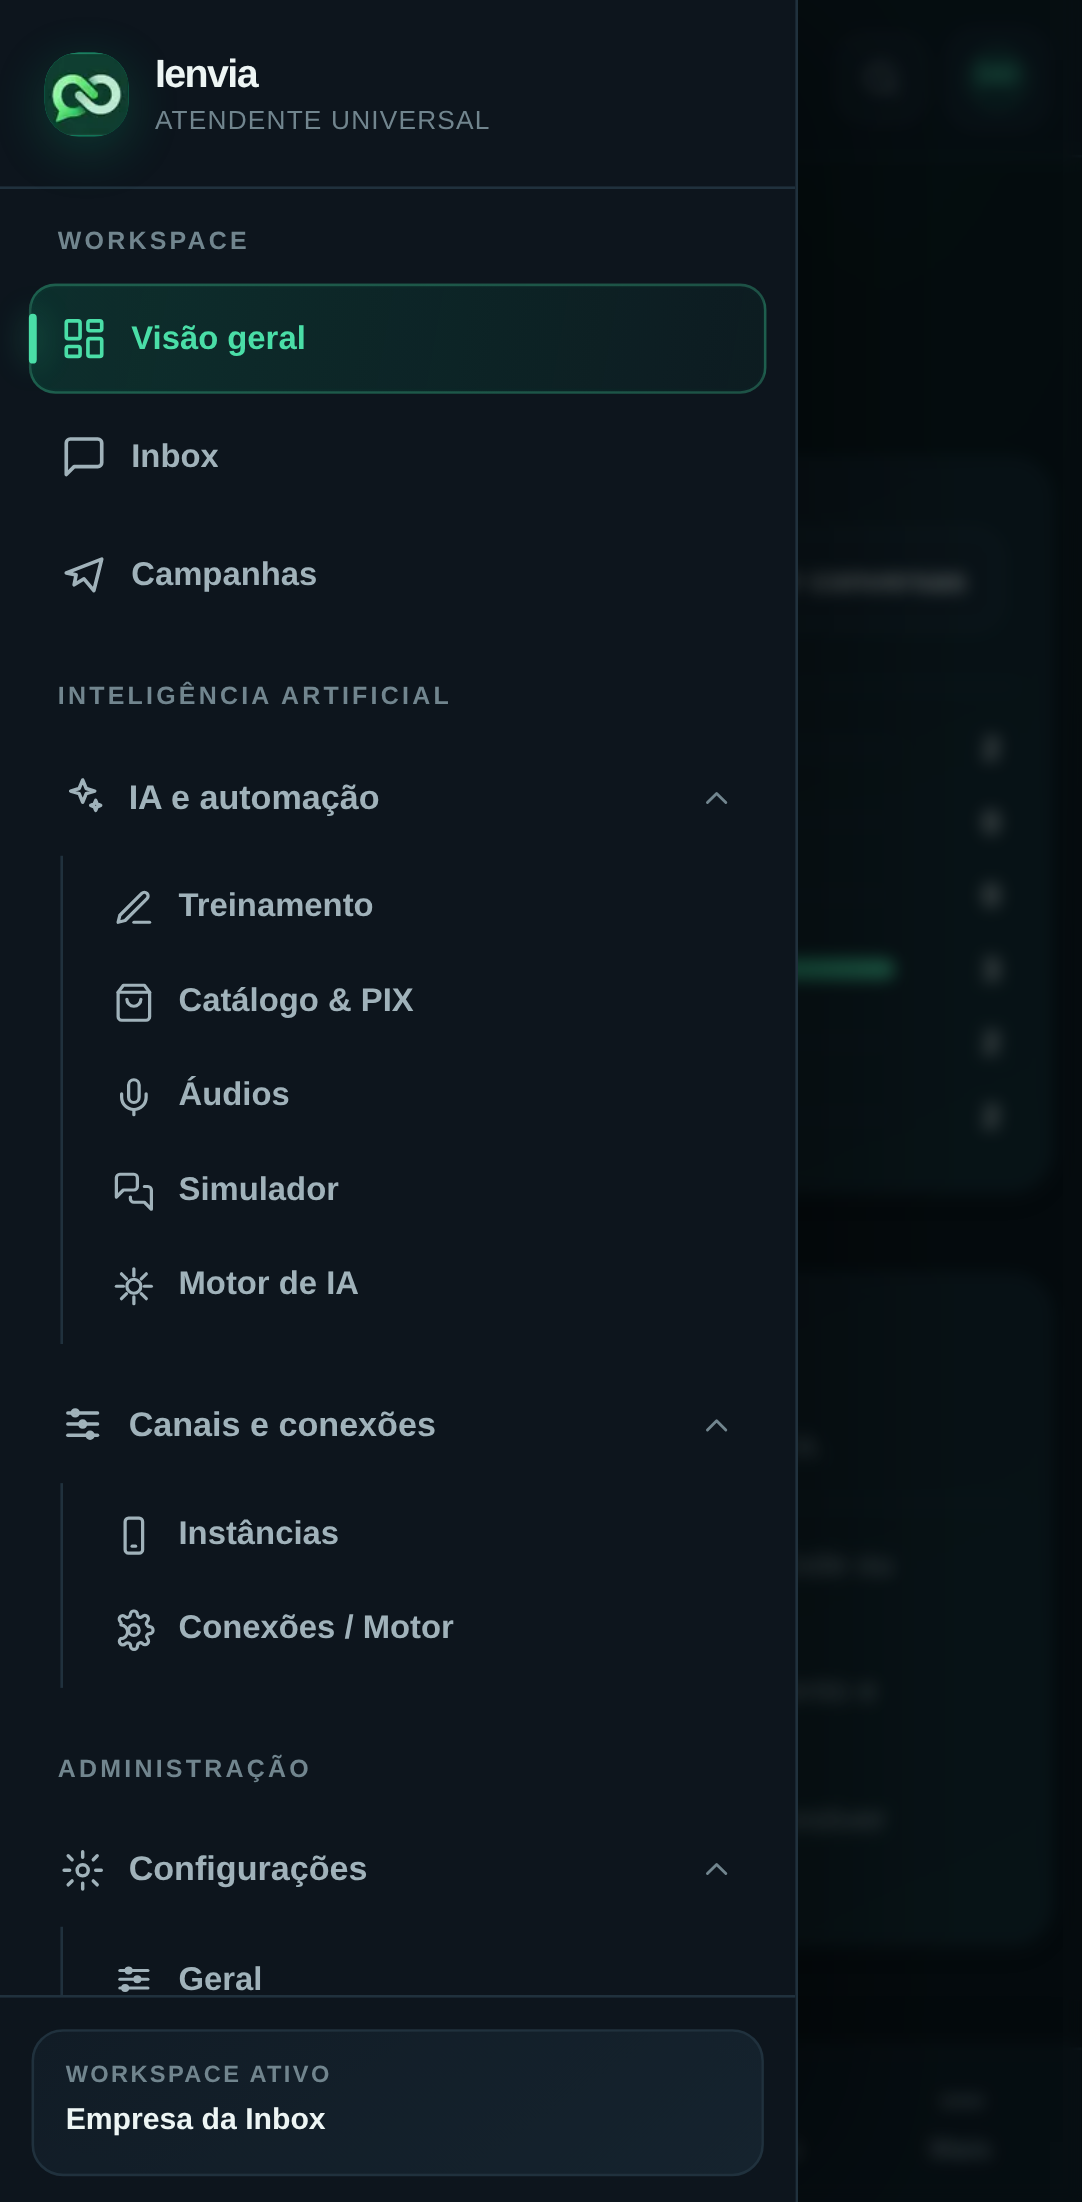 Ienvia
ATENDENTE UNIVERSAL
WORKSPACE
Visão geral
Inbox
Campanhas
INTELIGÊNCIA ARTIFICIAL
IA e automação
Treinamento
Catálogo & PIX
Áudios
Simulador
Motor de IA
Canais e conexões
Instâncias
Conexões / Motor
ADMINISTRAÇÃO
Configurações
Geral
WORKSPACE ATIVO
Empresa da Inbox